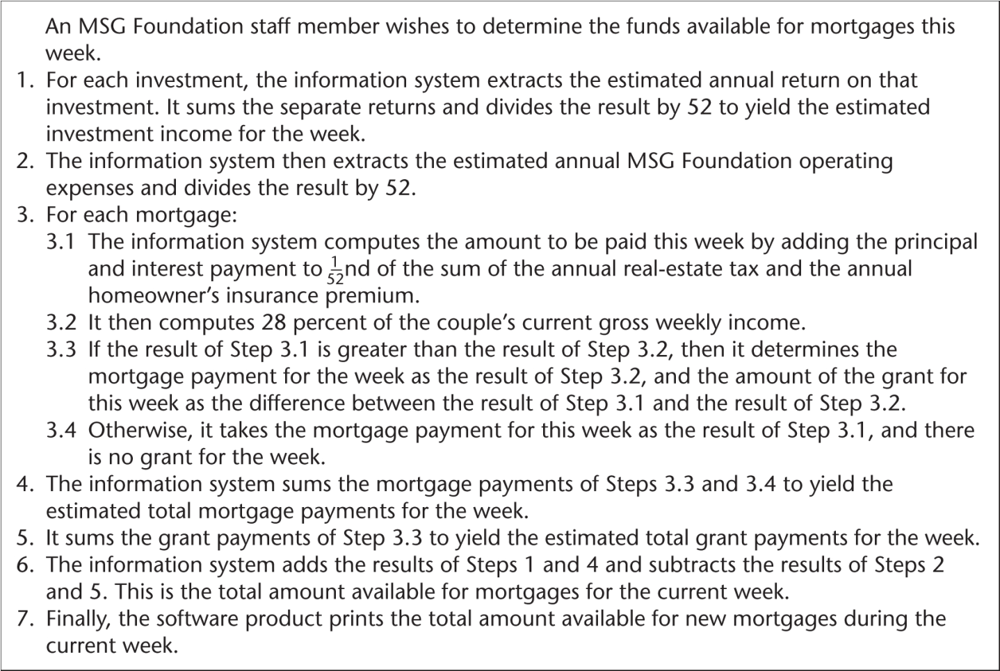 An MSG Foundation staff member wishes to determine the funds available for mortgages this
week.
1. For each investment, the information system extracts the estimated annual return on that
investment. It sums the separate returns and divides the result by 52 to yield the estimated
investment income for the week.
2. The information system then extracts the estimated annual MSG Foundation operating
expenses and divides the result by 52.
3. For each mortgage:
3.1 The information system computes the amount to be paid this week by adding the principal
and interest payment to 1/52nd of the sum of the annual real-estate tax and the annual
homeowner's insurance premium.
3.2 It then computes 28 percent of the couple's current gross weekly income.
3.3 If the result of Step 3.1 is greater than the result of Step 3.2, then it determines the
mortgage payment for the week as the result of Step 3.2, and the amount of the grant for
this week as the difference between the result of Step 3.1 and the result of Step 3.2.
3.4 Otherwise, it takes the mortgage payment for this week as the result of Step 3.1, and there
is no grant for the week.
4. The information system sums the mortgage payments of Steps 3.3 and 3.4 to yield the
estimated total mortgage payments for the week.
5. It sums the grant payments of Step 3.3 to yield the estimated total grant payments for the week.
6. The information system adds the results of Steps 1 and 4 and subtracts the results of Steps 2
and 5. This is the total amount available for mortgages for the current week.
7. Finally, the software product prints the total amount available for new mortgages during the
current week.